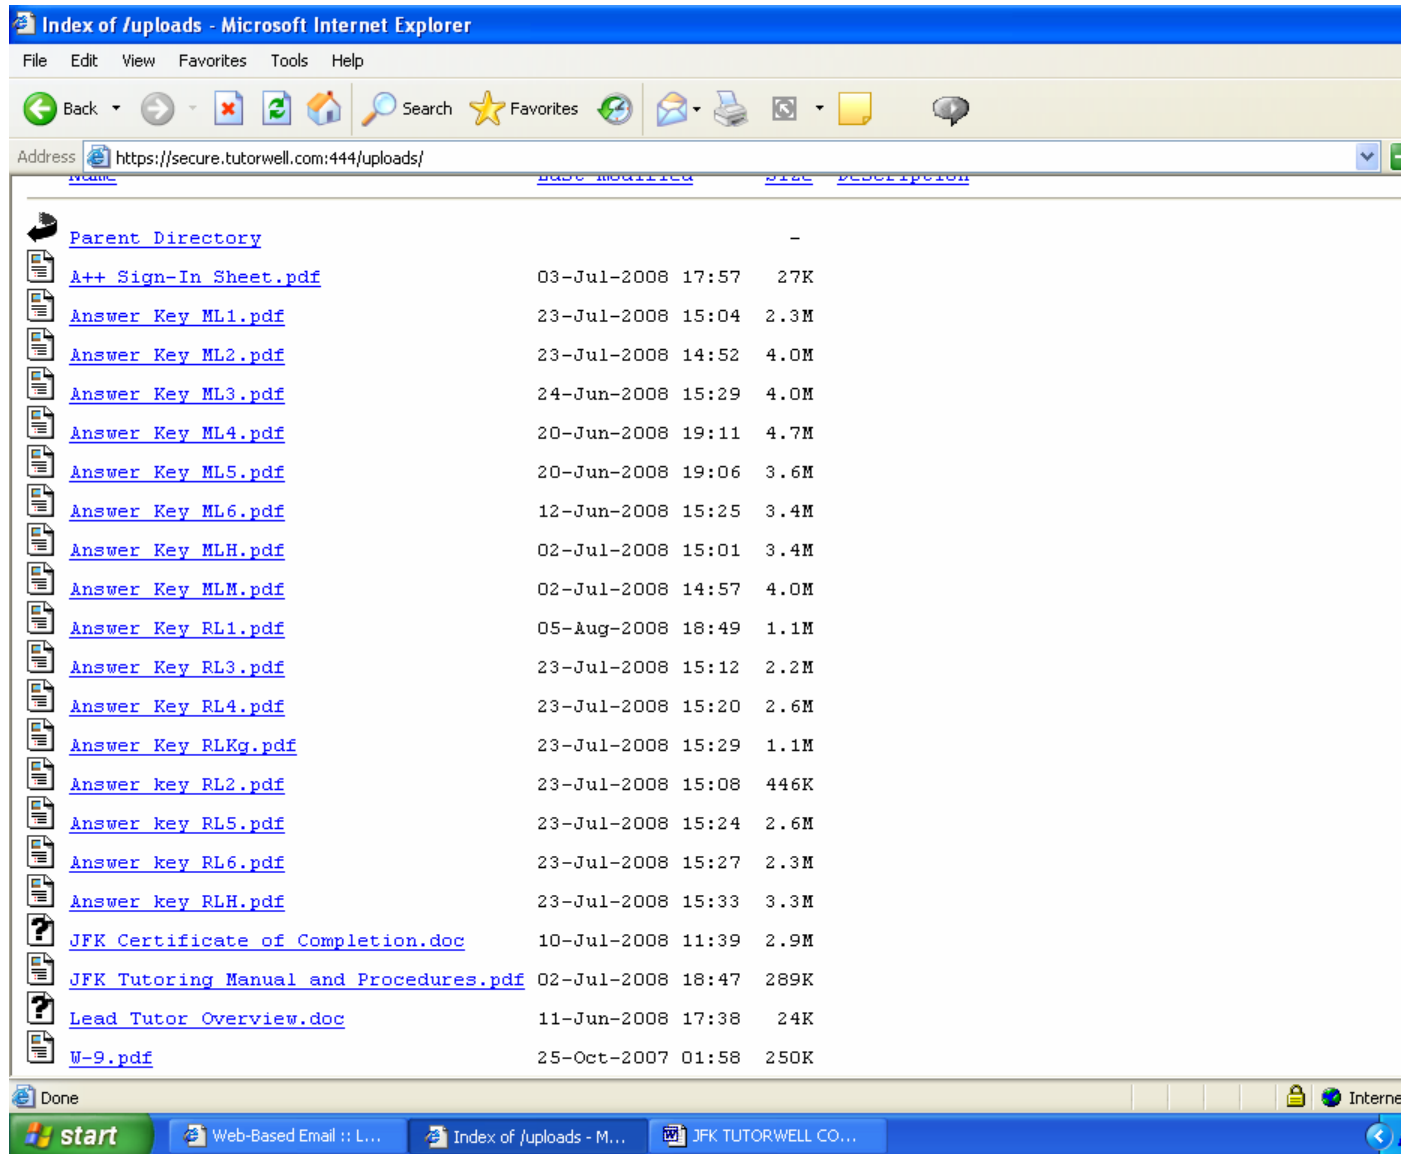 Index of /uploads - Microsoft Internet Explorer
File Edit View Favorites Tools Help
Back Search Favorites
Address https://secure.tutorwell.com:444/uploads/
Name Last modified Size Description
Parent Directory -
A++ Sign-In Sheet.pdf 03-Jul-2008 17:57 27K
Answer Key ML1.pdf 23-Jul-2008 15:04 2.3M
Answer Key ML2.pdf 23-Jul-2008 14:52 4.0M
Answer Key ML3.pdf 24-Jun-2008 15:29 4.0M
Answer Key ML4.pdf 20-Jun-2008 19:11 4.7M
Answer Key ML5.pdf 20-Jun-2008 19:06 3.6M
Answer Key ML6.pdf 12-Jun-2008 15:25 3.4M
Answer Key MLH.pdf 02-Jul-2008 15:01 3.4M
Answer Key MLM.pdf 02-Jul-2008 14:57 4.0M
Answer Key RL1.pdf 05-Aug-2008 18:49 1.1M
Answer Key RL3.pdf 23-Jul-2008 15:12 2.2M
Answer Key RL4.pdf 23-Jul-2008 15:20 2.6M
Answer Key RLKg.pdf 23-Jul-2008 15:29 1.1M
Answer key RL2.pdf 23-Jul-2008 15:08 446K
Answer key RL5.pdf 23-Jul-2008 15:24 2.6M
Answer key RL6.pdf 23-Jul-2008 15:27 2.3M
Answer key RLH.pdf 23-Jul-2008 15:33 3.3M
JFK Certificate of Completion.doc 10-Jul-2008 11:39 2.9M
JFK Tutoring Manual and Procedures.pdf 02-Jul-2008 18:47 289K
Lead Tutor Overview.doc 11-Jun-2008 17:38 24K
W-9.pdf 25-Oct-2007 01:58 250K
Done Interne
start Web-Based Email :: L... Index of /uploads - M... JFK TUTORWELL CO...